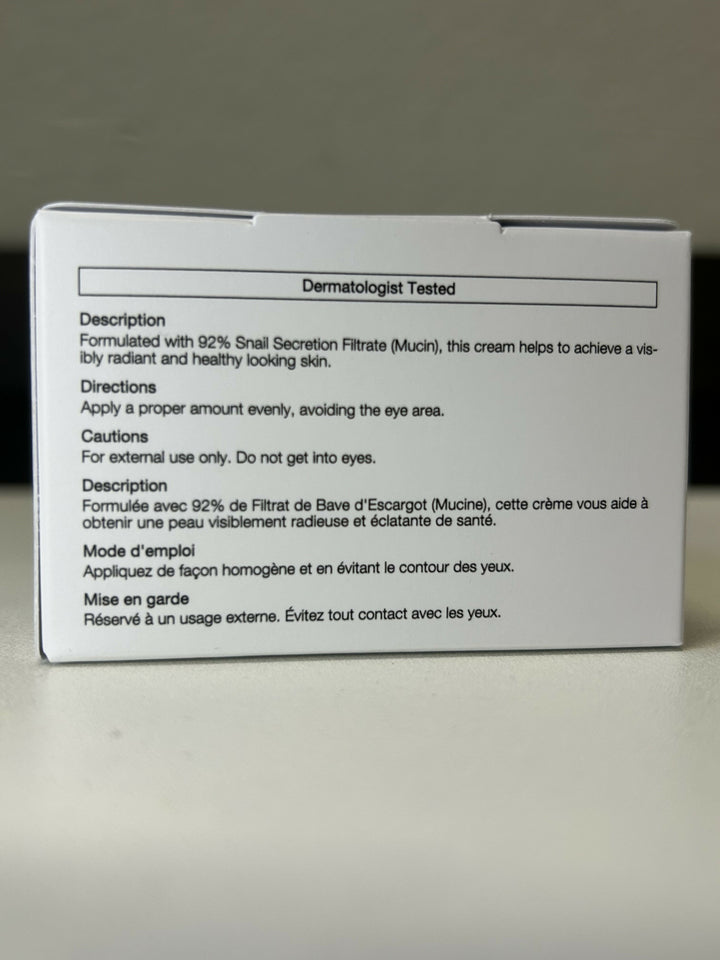 Dermatologist Tested
Description
Formulated with 92% Snail Secretion Filtrate (Mucin), this cream helps to achieve a vis-
ibly radiant and healthy looking skin.
Directions
Apply a proper amount evenly, avoiding the eye area.
Cautions
For external use only. Do not get into eyes.
Description
Formulée avec 92% de Filtrat de Bave d'Escargot (Mucine), cette crème vous aide à
obtenir une peau visiblement radieuse et éclatante de santé.
Mode d'emploi
Appliquez de façon homogène et en évitant le contour des yeux.
Mise en garde
Réservé à un usage externe. Évitez tout contact avec les yeux.